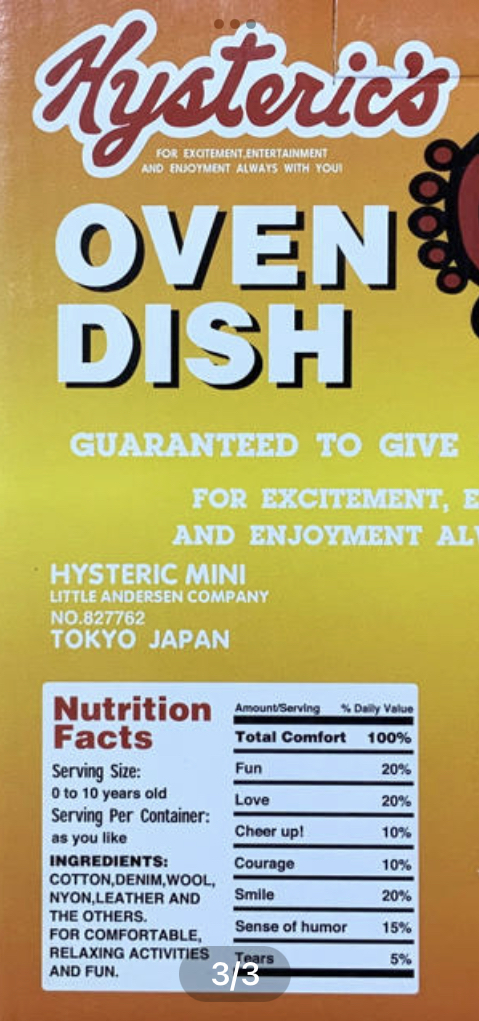 Hysteric's
FOR EXCITEMENT,ENTERTAINMENT
AND ENJOYMENT ALWAYS WITH YOU!
OVEN
DISH
GUARANTEED TO GIVE
FOR EXCITEMENT, E
AND ENJOYMENT ALW
HYSTERIC MINI
LITTLE ANDERSEN COMPANY
NO.827762
TOKYO JAPAN
Nutrition
Facts
Serving Size:
0 to 10 years old
Serving Per Container:
as you like
INGREDIENTS:
COTTON,DENIM,WOOL,
NYON,LEATHER AND
THE OTHERS.
FOR COMFORTABLE,
RELAXING ACTIVITIES
AND FUN.
Amount/Serving % Daily Value
Total Comfort 100%
Fun 20%
Love 20%
Cheer up! 10%
Courage 10%
Smile 20%
Sense of humor 15%
Tears 5%
3/3